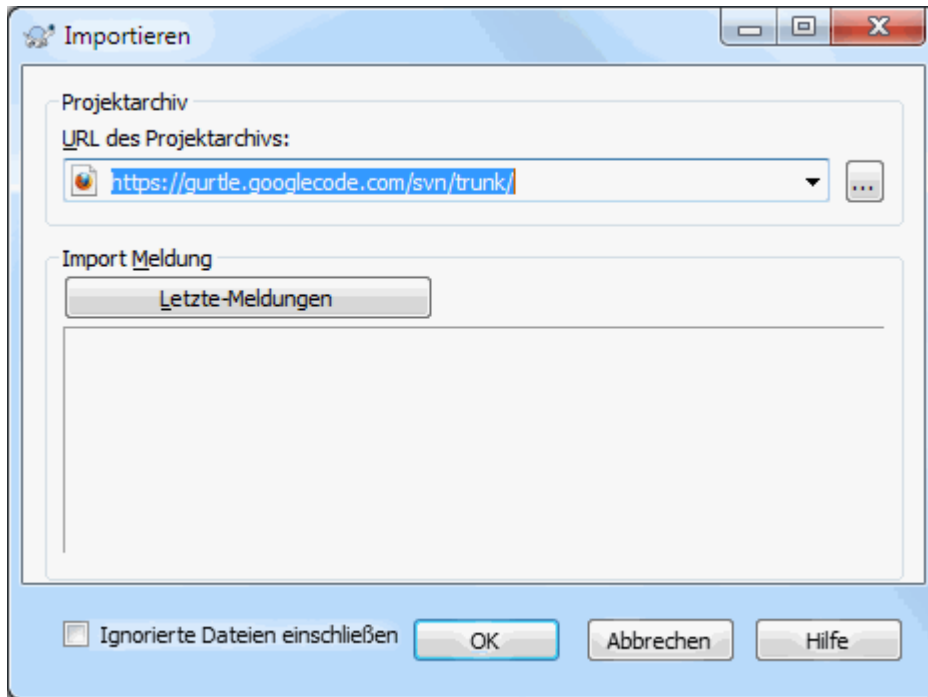 Importieren
Projektarchiv
URL des Projektarchivs:
https://gurtle.googlecode.com/svn/trunk/
...
Import Meldung
Letzte-Meldungen
Ignorierte Dateien einschließen
OK
Abbrechen
Hilfe